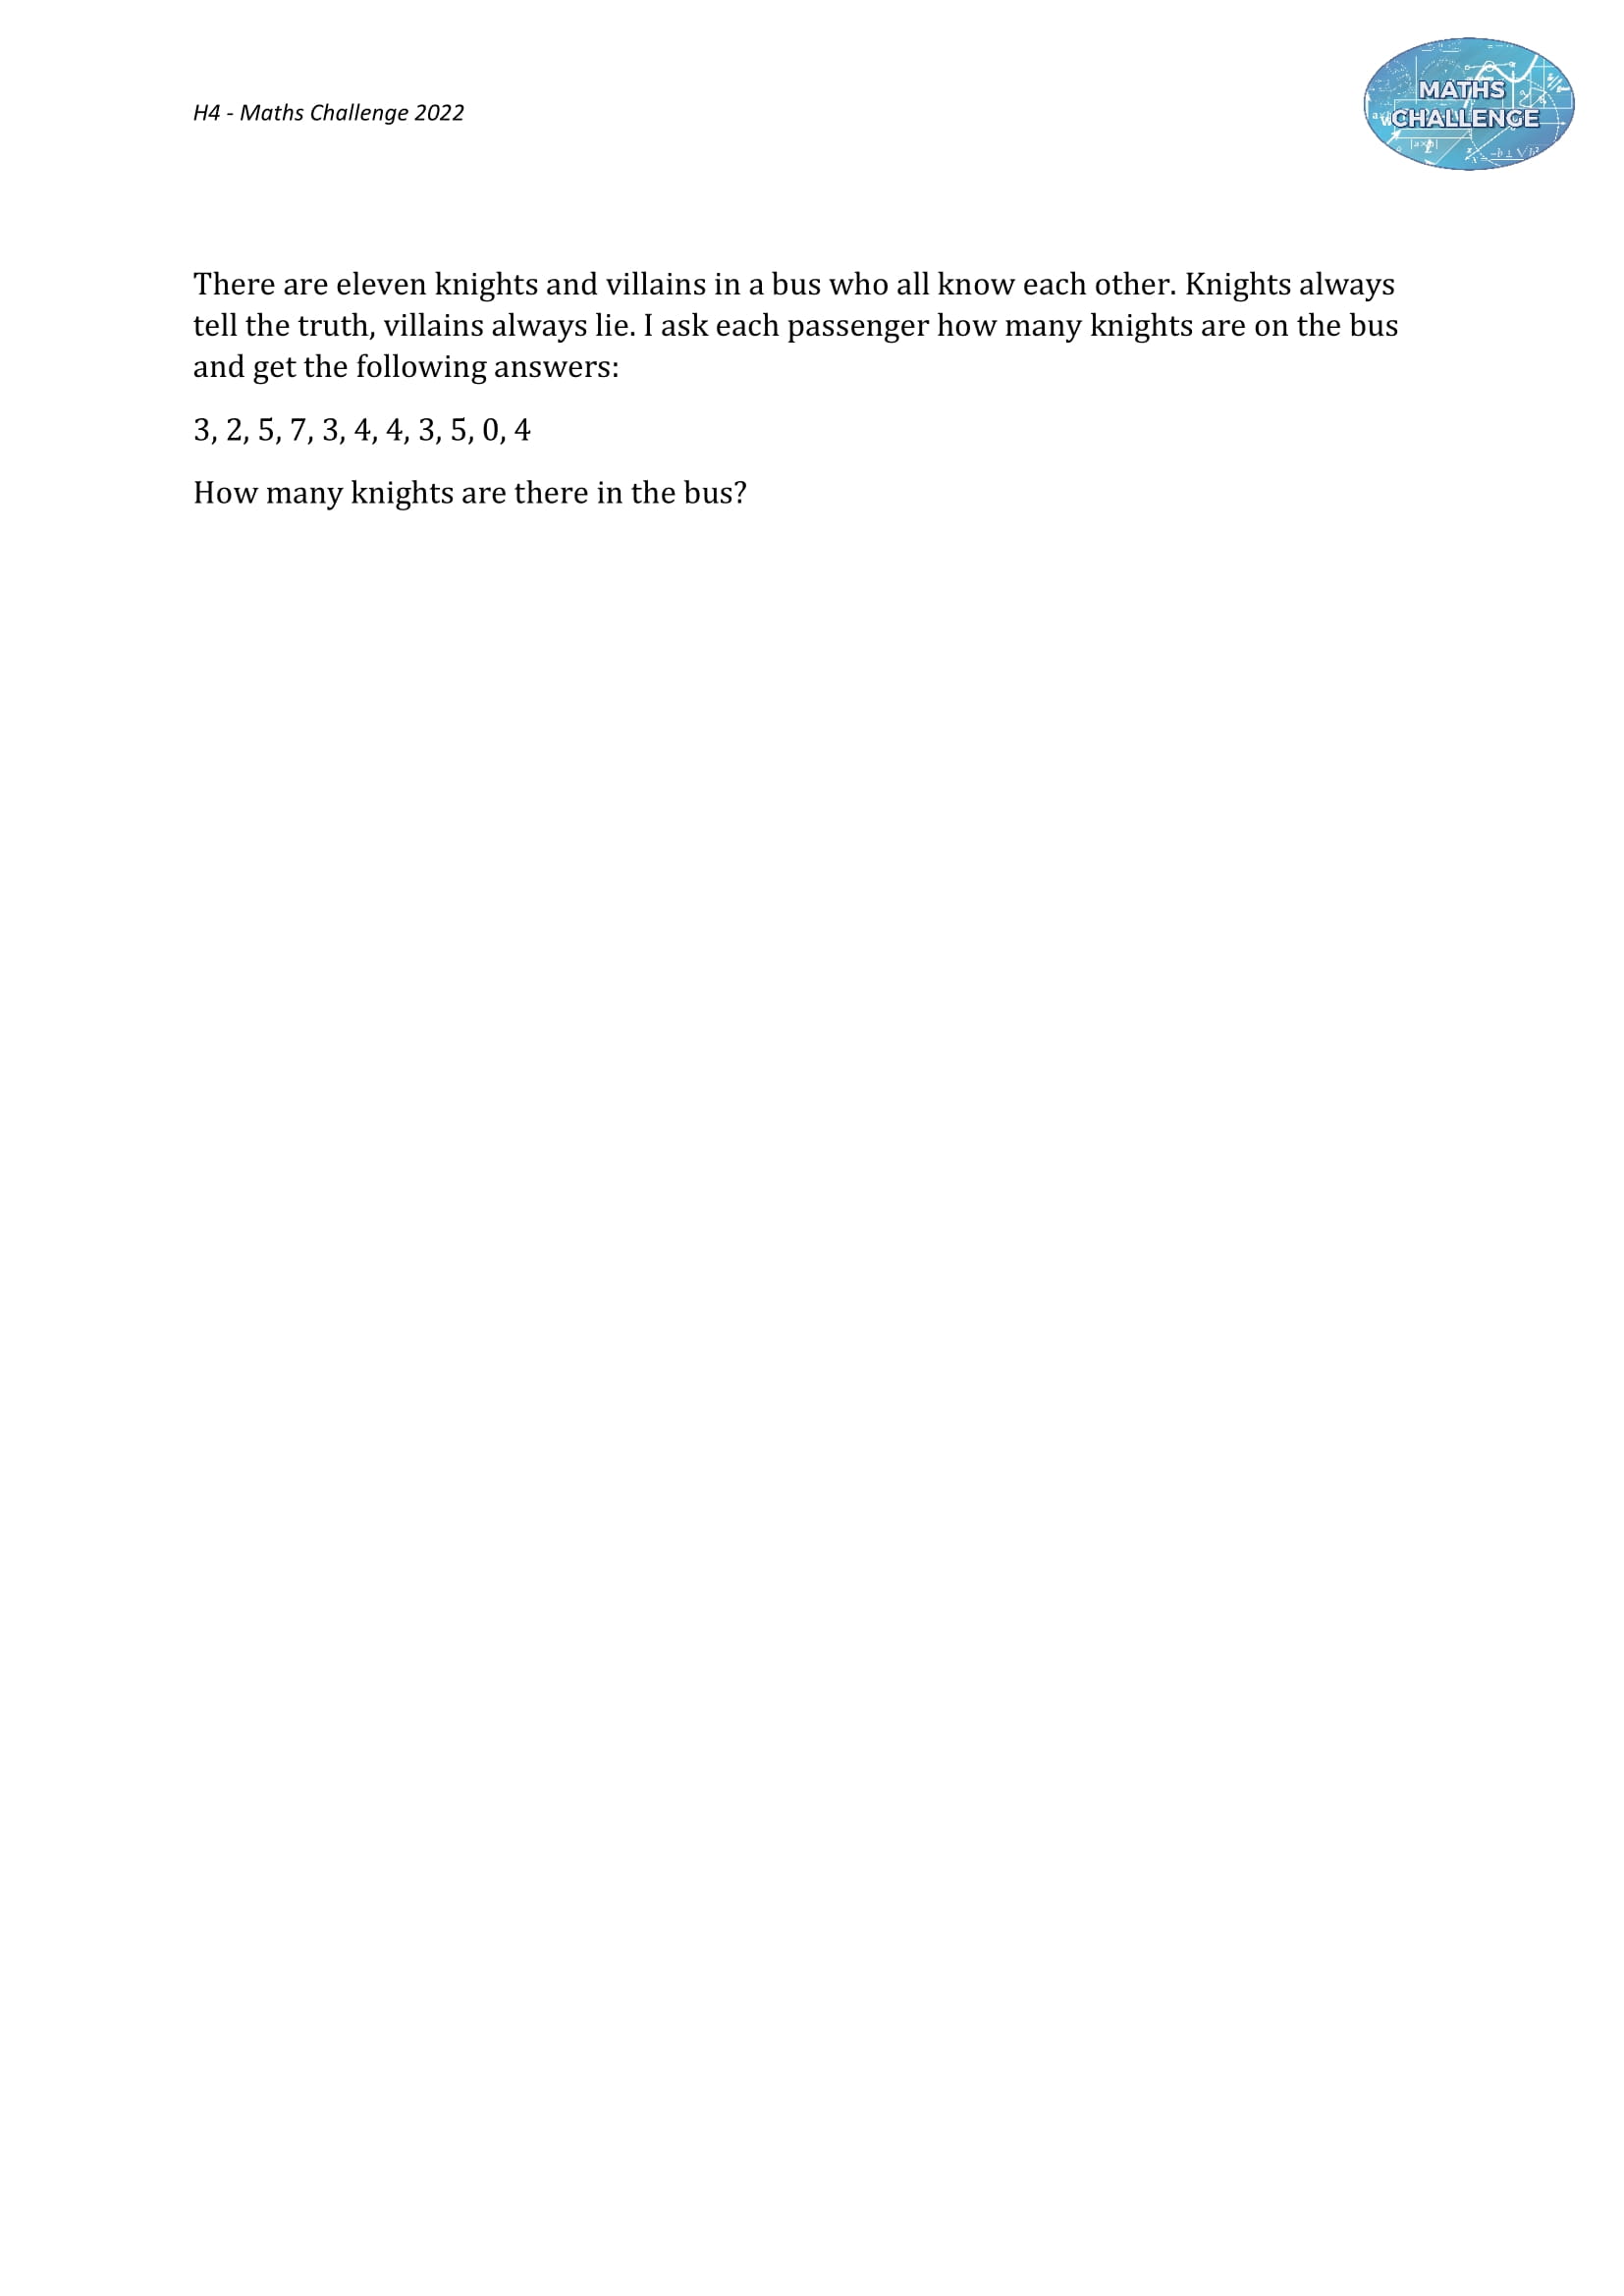 H4 - Maths Challenge 2022
MATHS
CHALLENGE
There are eleven knights and villains in a bus who all know each other. Knights always
tell the truth, villains always lie. I ask each passenger how many knights are on the bus
and get the following answers:
3, 2, 5, 7, 3, 4, 4, 3, 5, 0, 4
How many knights are there in the bus?